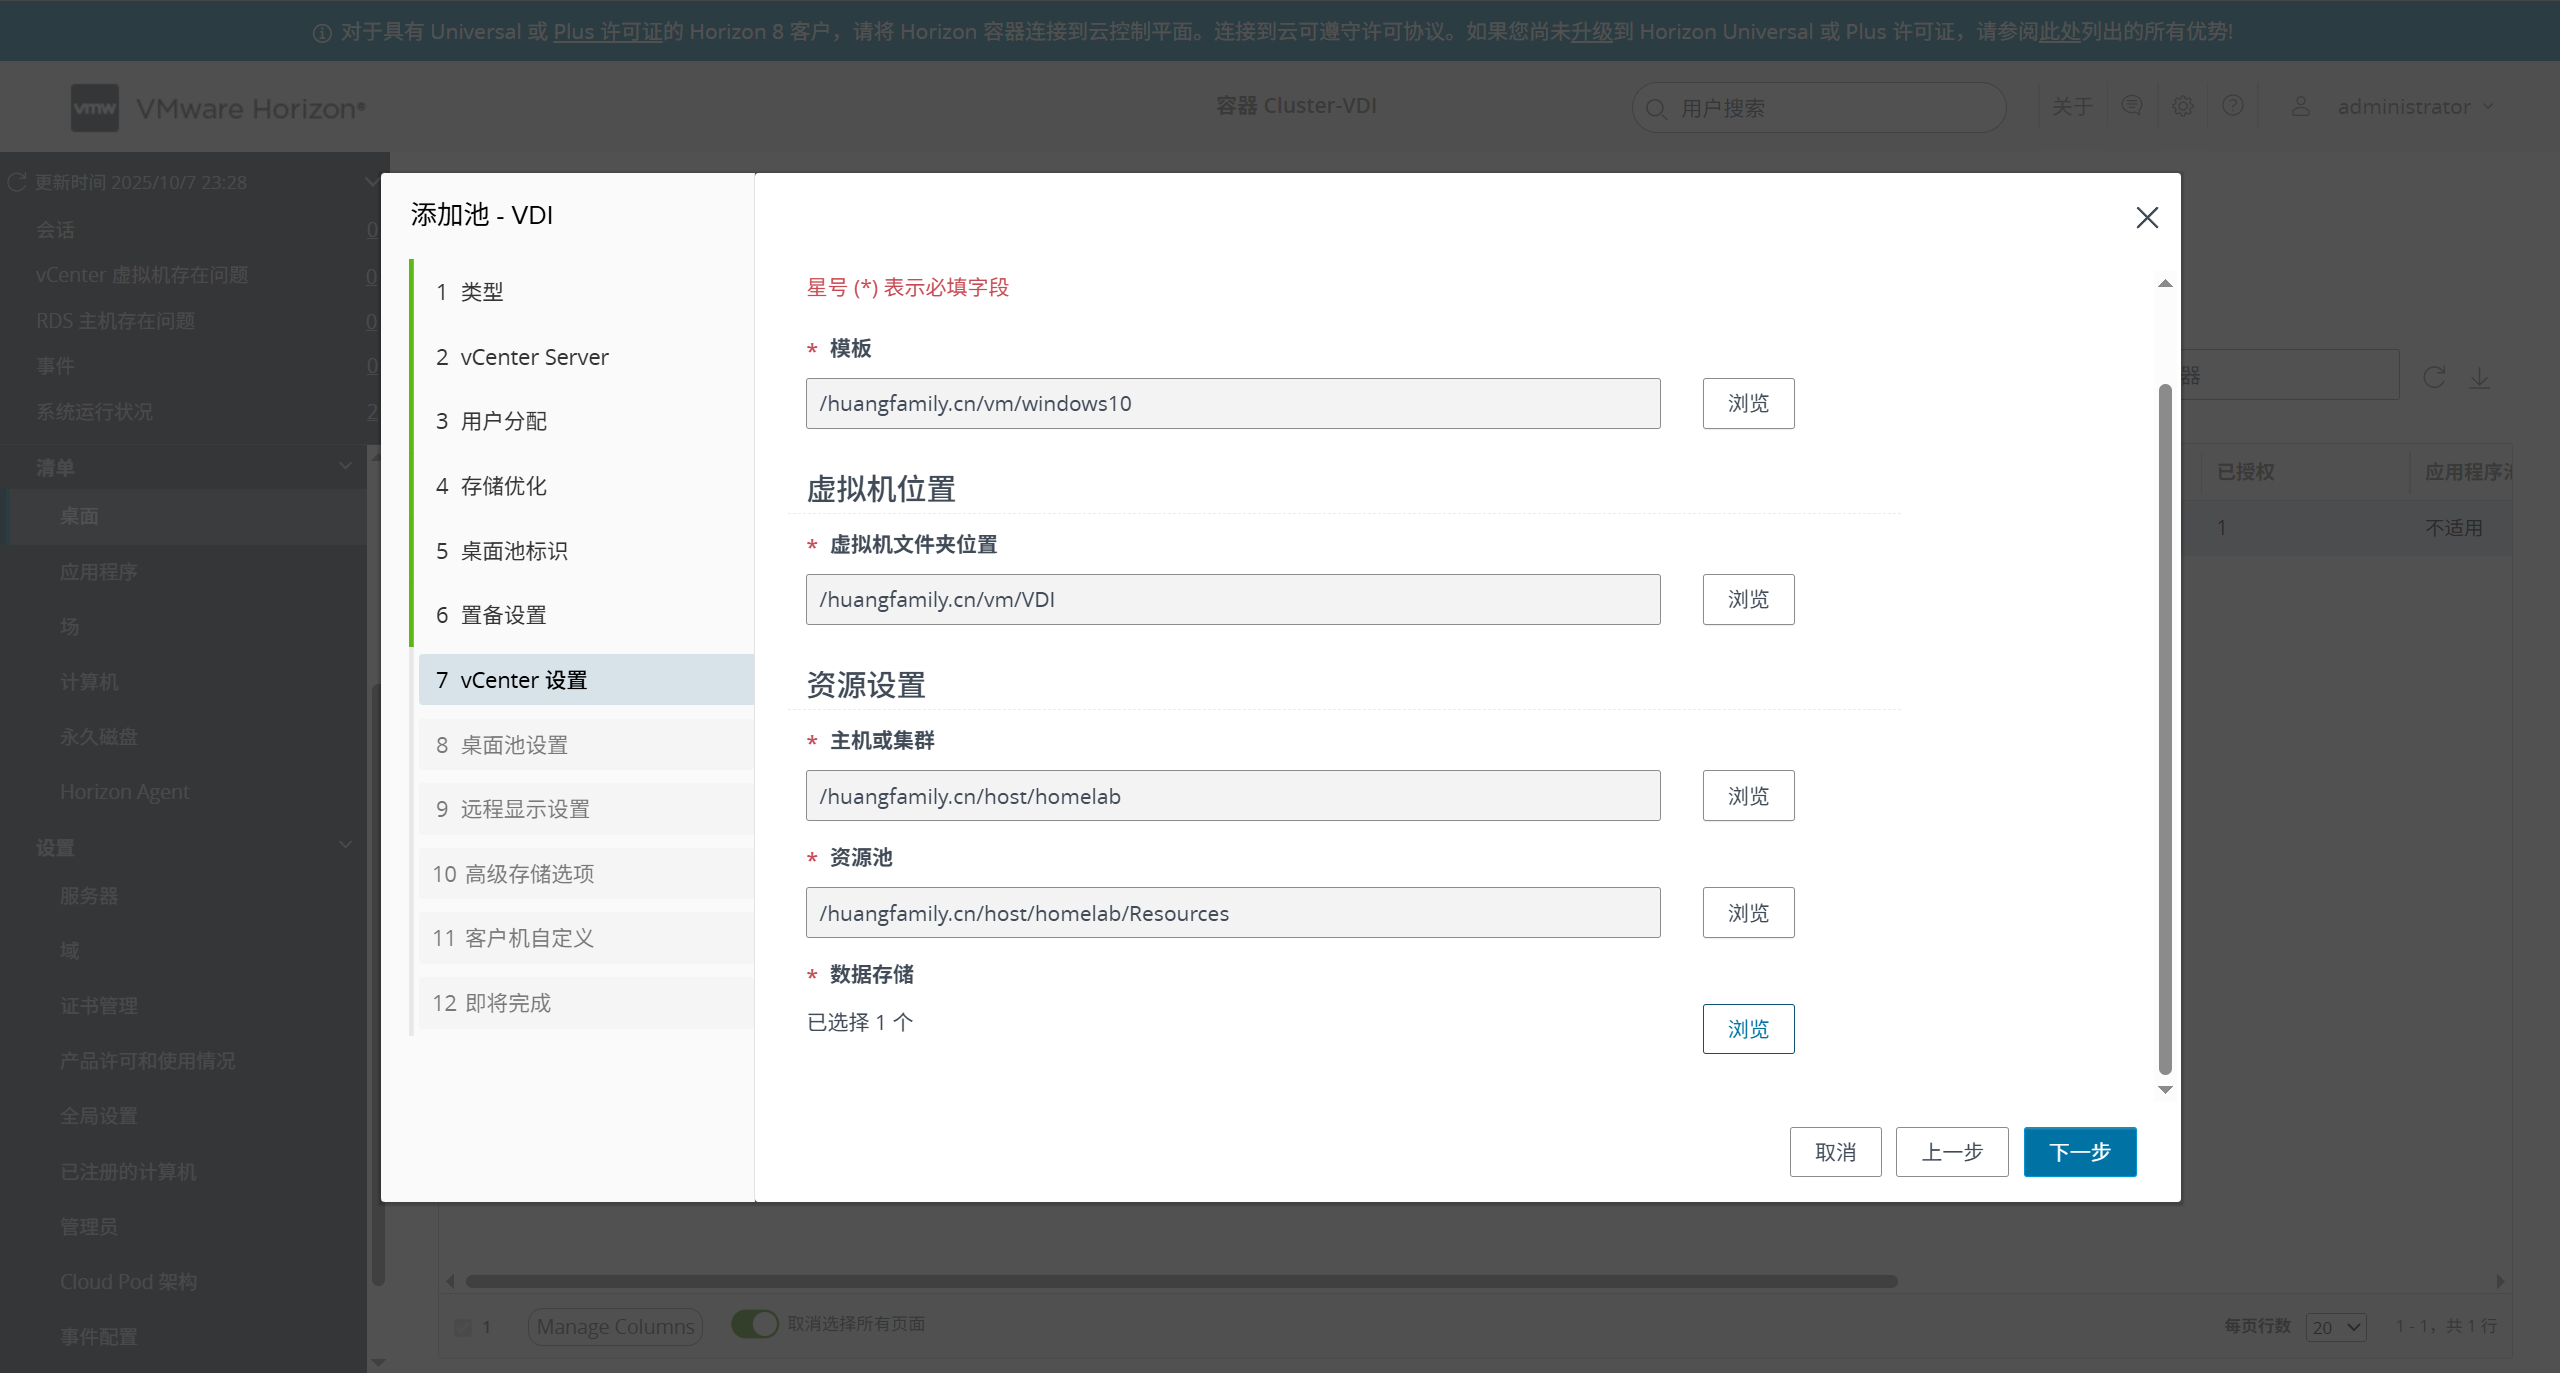 对于具有 Universal 或 Plus 许可证的 Horizon 8 客户，请将 Horizon 容器连接到云控制平面。连接到云可遵守许可协议。如果您尚未升级到 Horizon Universal 或 Plus 许可证，请参阅此处列出的所有优势!
vmw VMware Horizon®
容器 Cluster-VDI
用户搜索
关于
administrator
更新时间 2025/10/7 23:28
会话 0
vCenter 虚拟机存在问题 0
RDS 主机存在问题 0
事件 0
系统运行状况 2
清单
桌面
应用程序
场
计算机
永久磁盘
Horizon Agent
设置
服务器
域
证书管理
产品许可和使用情况
全局设置
已注册的计算机
管理员
Cloud Pod 架构
事件配置
添加池 - VDI
1 类型
2 vCenter Server
3 用户分配
4 存储优化
5 桌面池标识
6 置备设置
7 vCenter 设置
8 桌面池设置
9 远程显示设置
10 高级存储选项
11 客户机自定义
12 即将完成
星号 (*) 表示必填字段
* 模板
/huangfamily.cn/vm/windows10
浏览
虚拟机位置
* 虚拟机文件夹位置
/huangfamily.cn/vm/VDI
浏览
资源设置
* 主机或集群
/huangfamily.cn/host/homelab
浏览
* 资源池
/huangfamily.cn/host/homelab/Resources
浏览
* 数据存储
已选择 1 个
浏览
取消
上一步
下一步
器
已授权
应用程序
1
不适用
1
Manage Columns
取消选择所有页面
每页行数
20
1 - 1，共 1 行